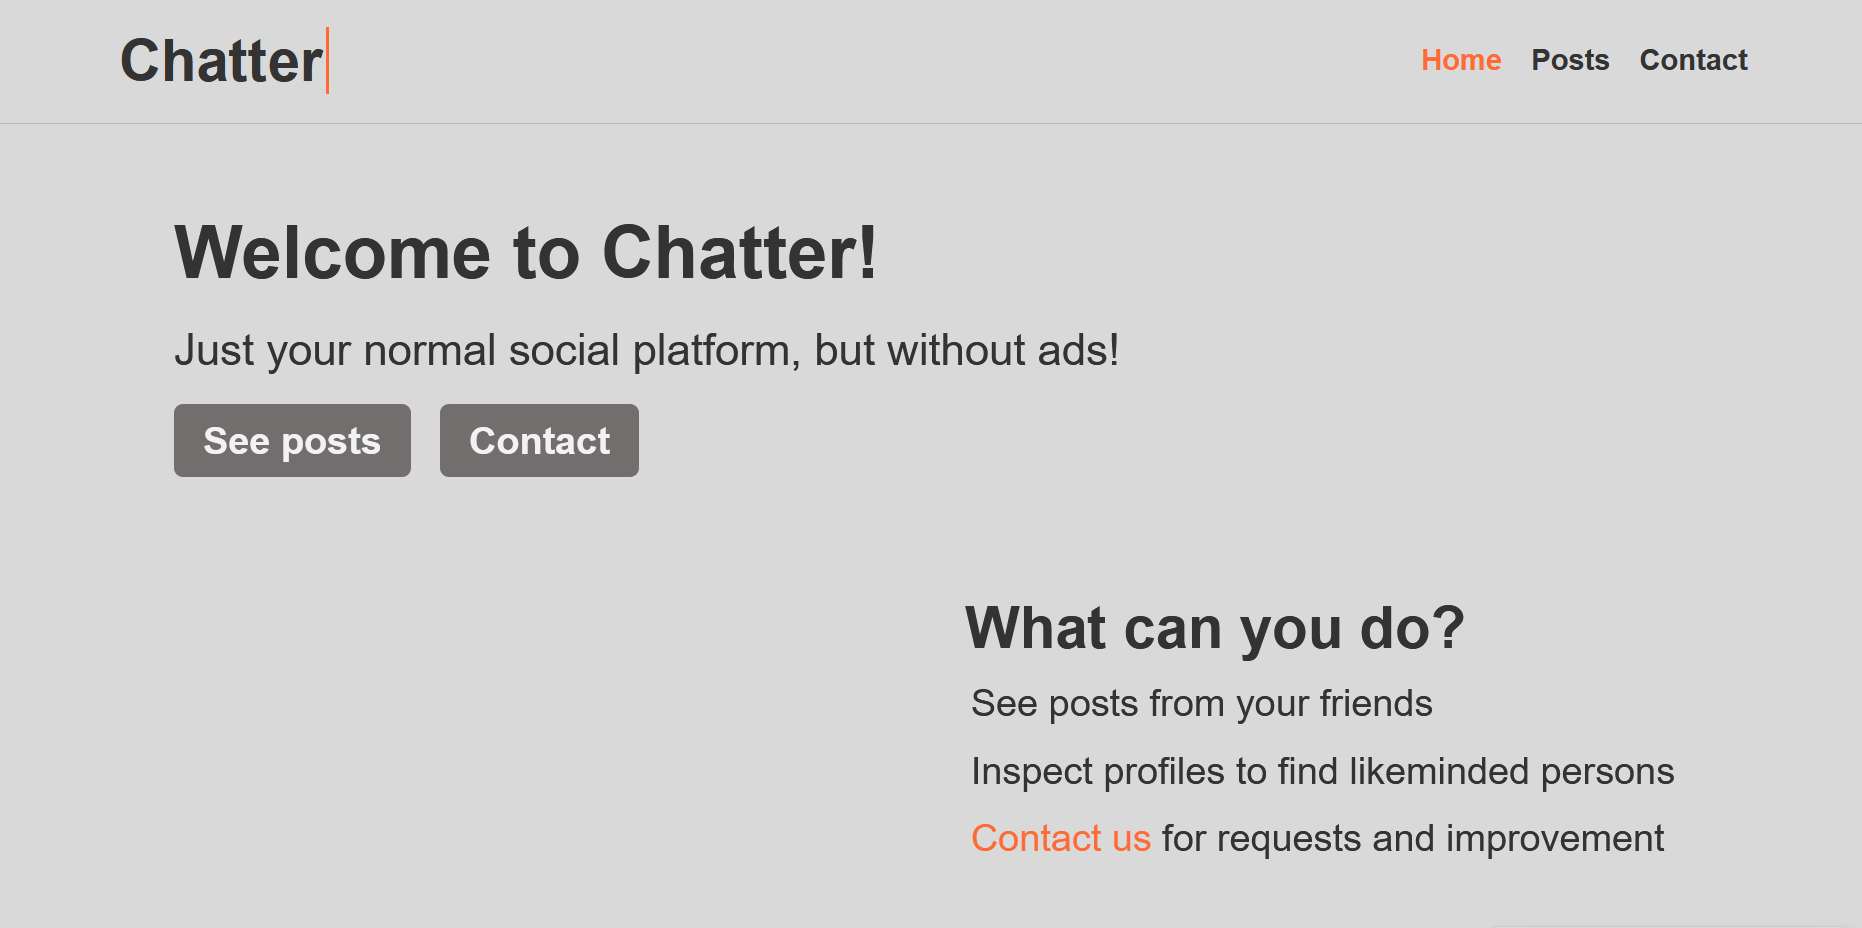 Chatter
Home Posts Contact
Welcome to Chatter!
Just your normal social platform, but without ads!
See posts Contact
What can you do?
See posts from your friends
Inspect profiles to find likeminded persons
Contact us for requests and improvement